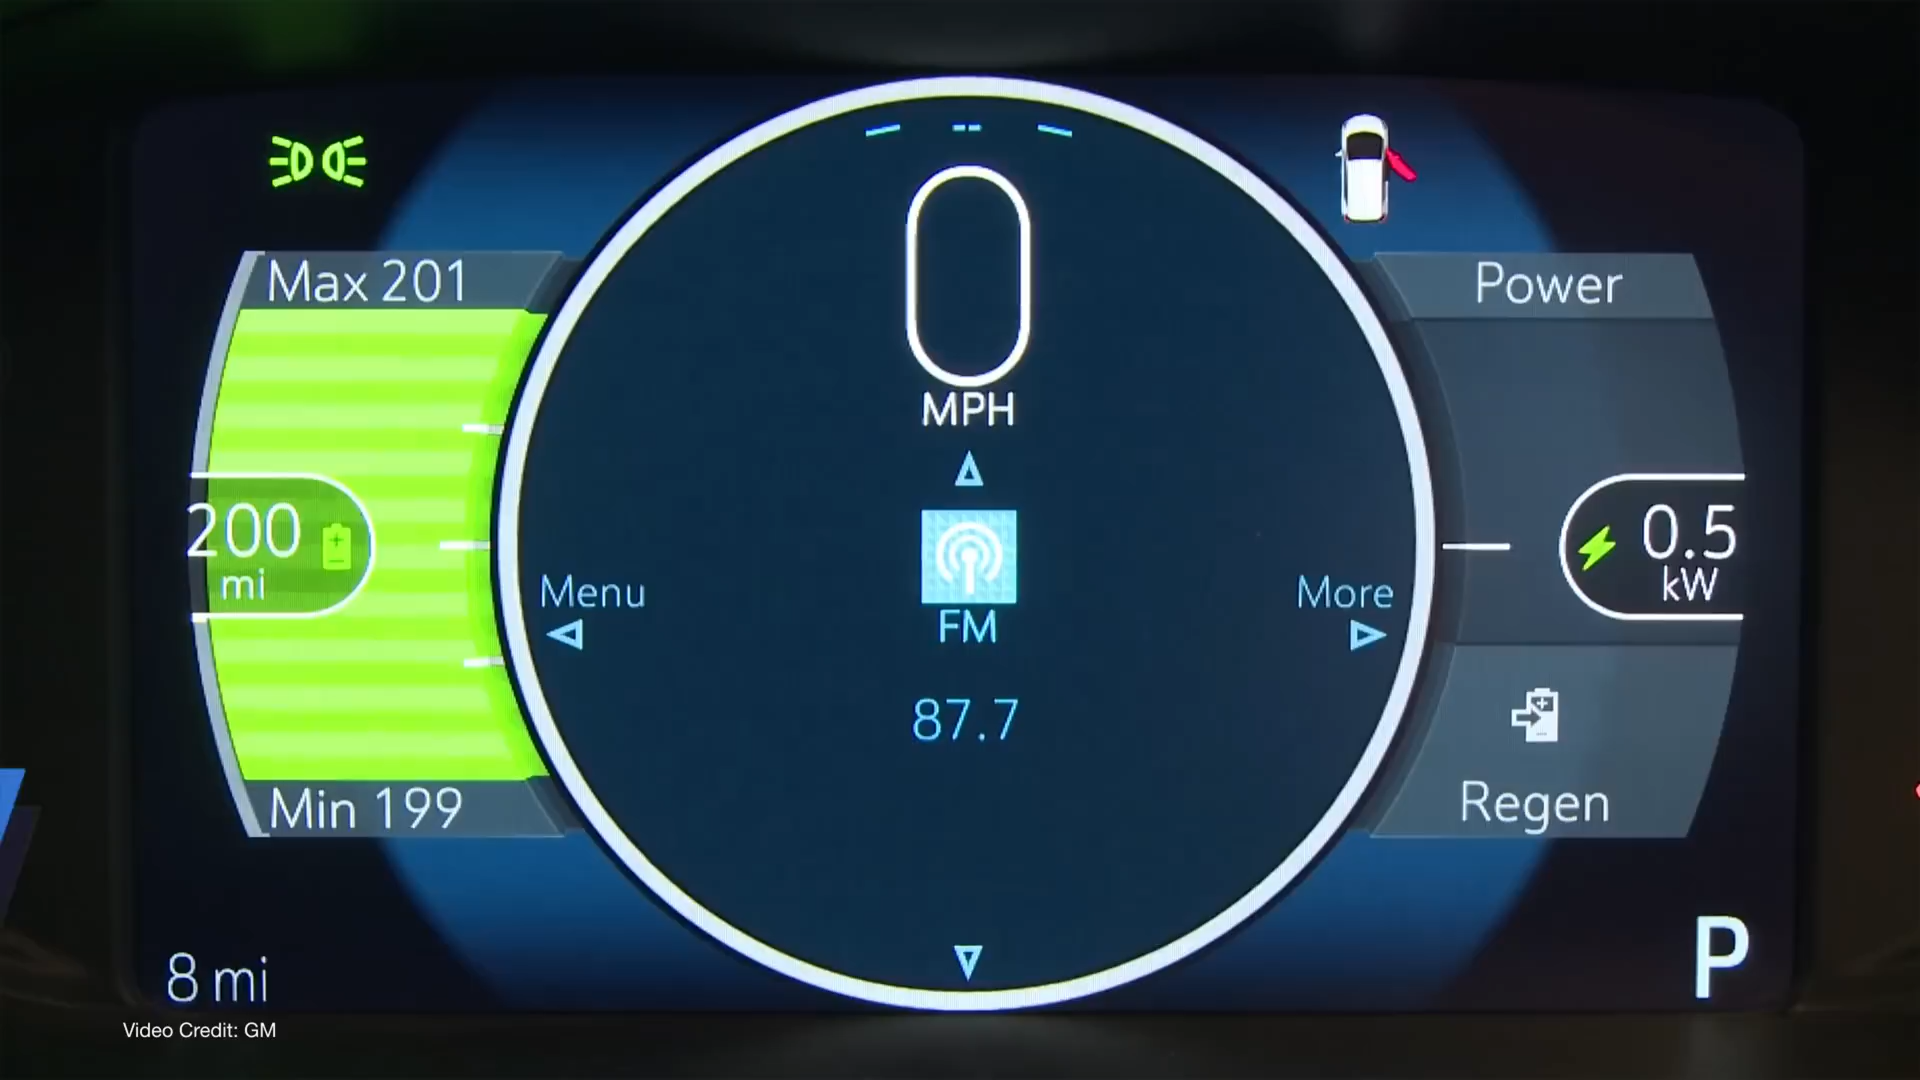 Max 201
0
MPH
Power
200
mi
Menu
FM
More
0.5
kW
87.7
Min 199
Regen
8 mi
P
Video Credit: GM